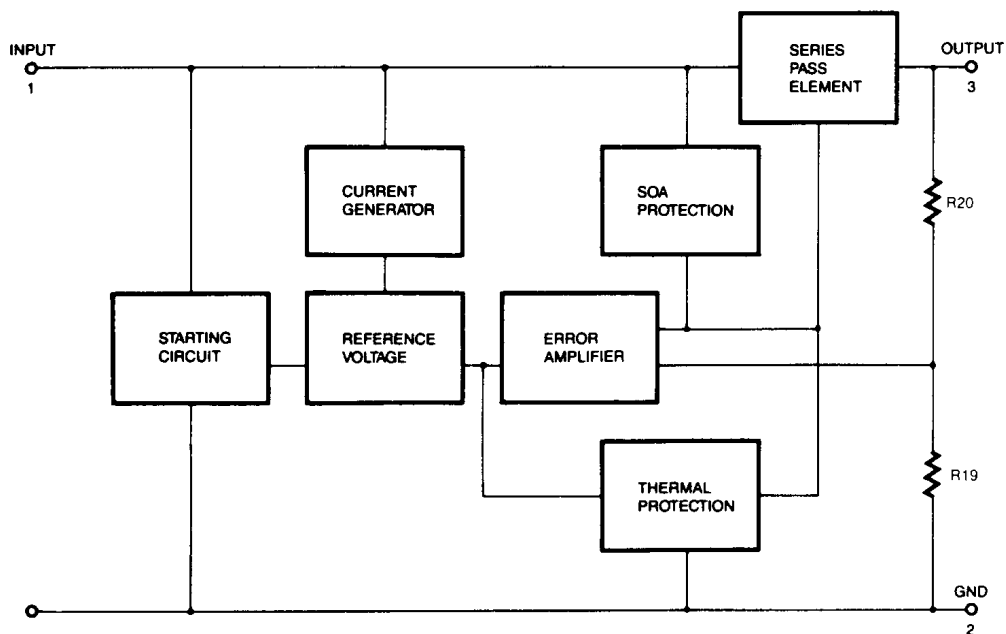 INPUT
1
SERIES
PASS
ELEMENT
OUTPUT
3
CURRENT
GENERATOR
SOA
PROTECTION
R20
STARTING
CIRCUIT
REFERENCE
VOLTAGE
ERROR
AMPLIFIER
THERMAL
PROTECTION
R19
GND
2